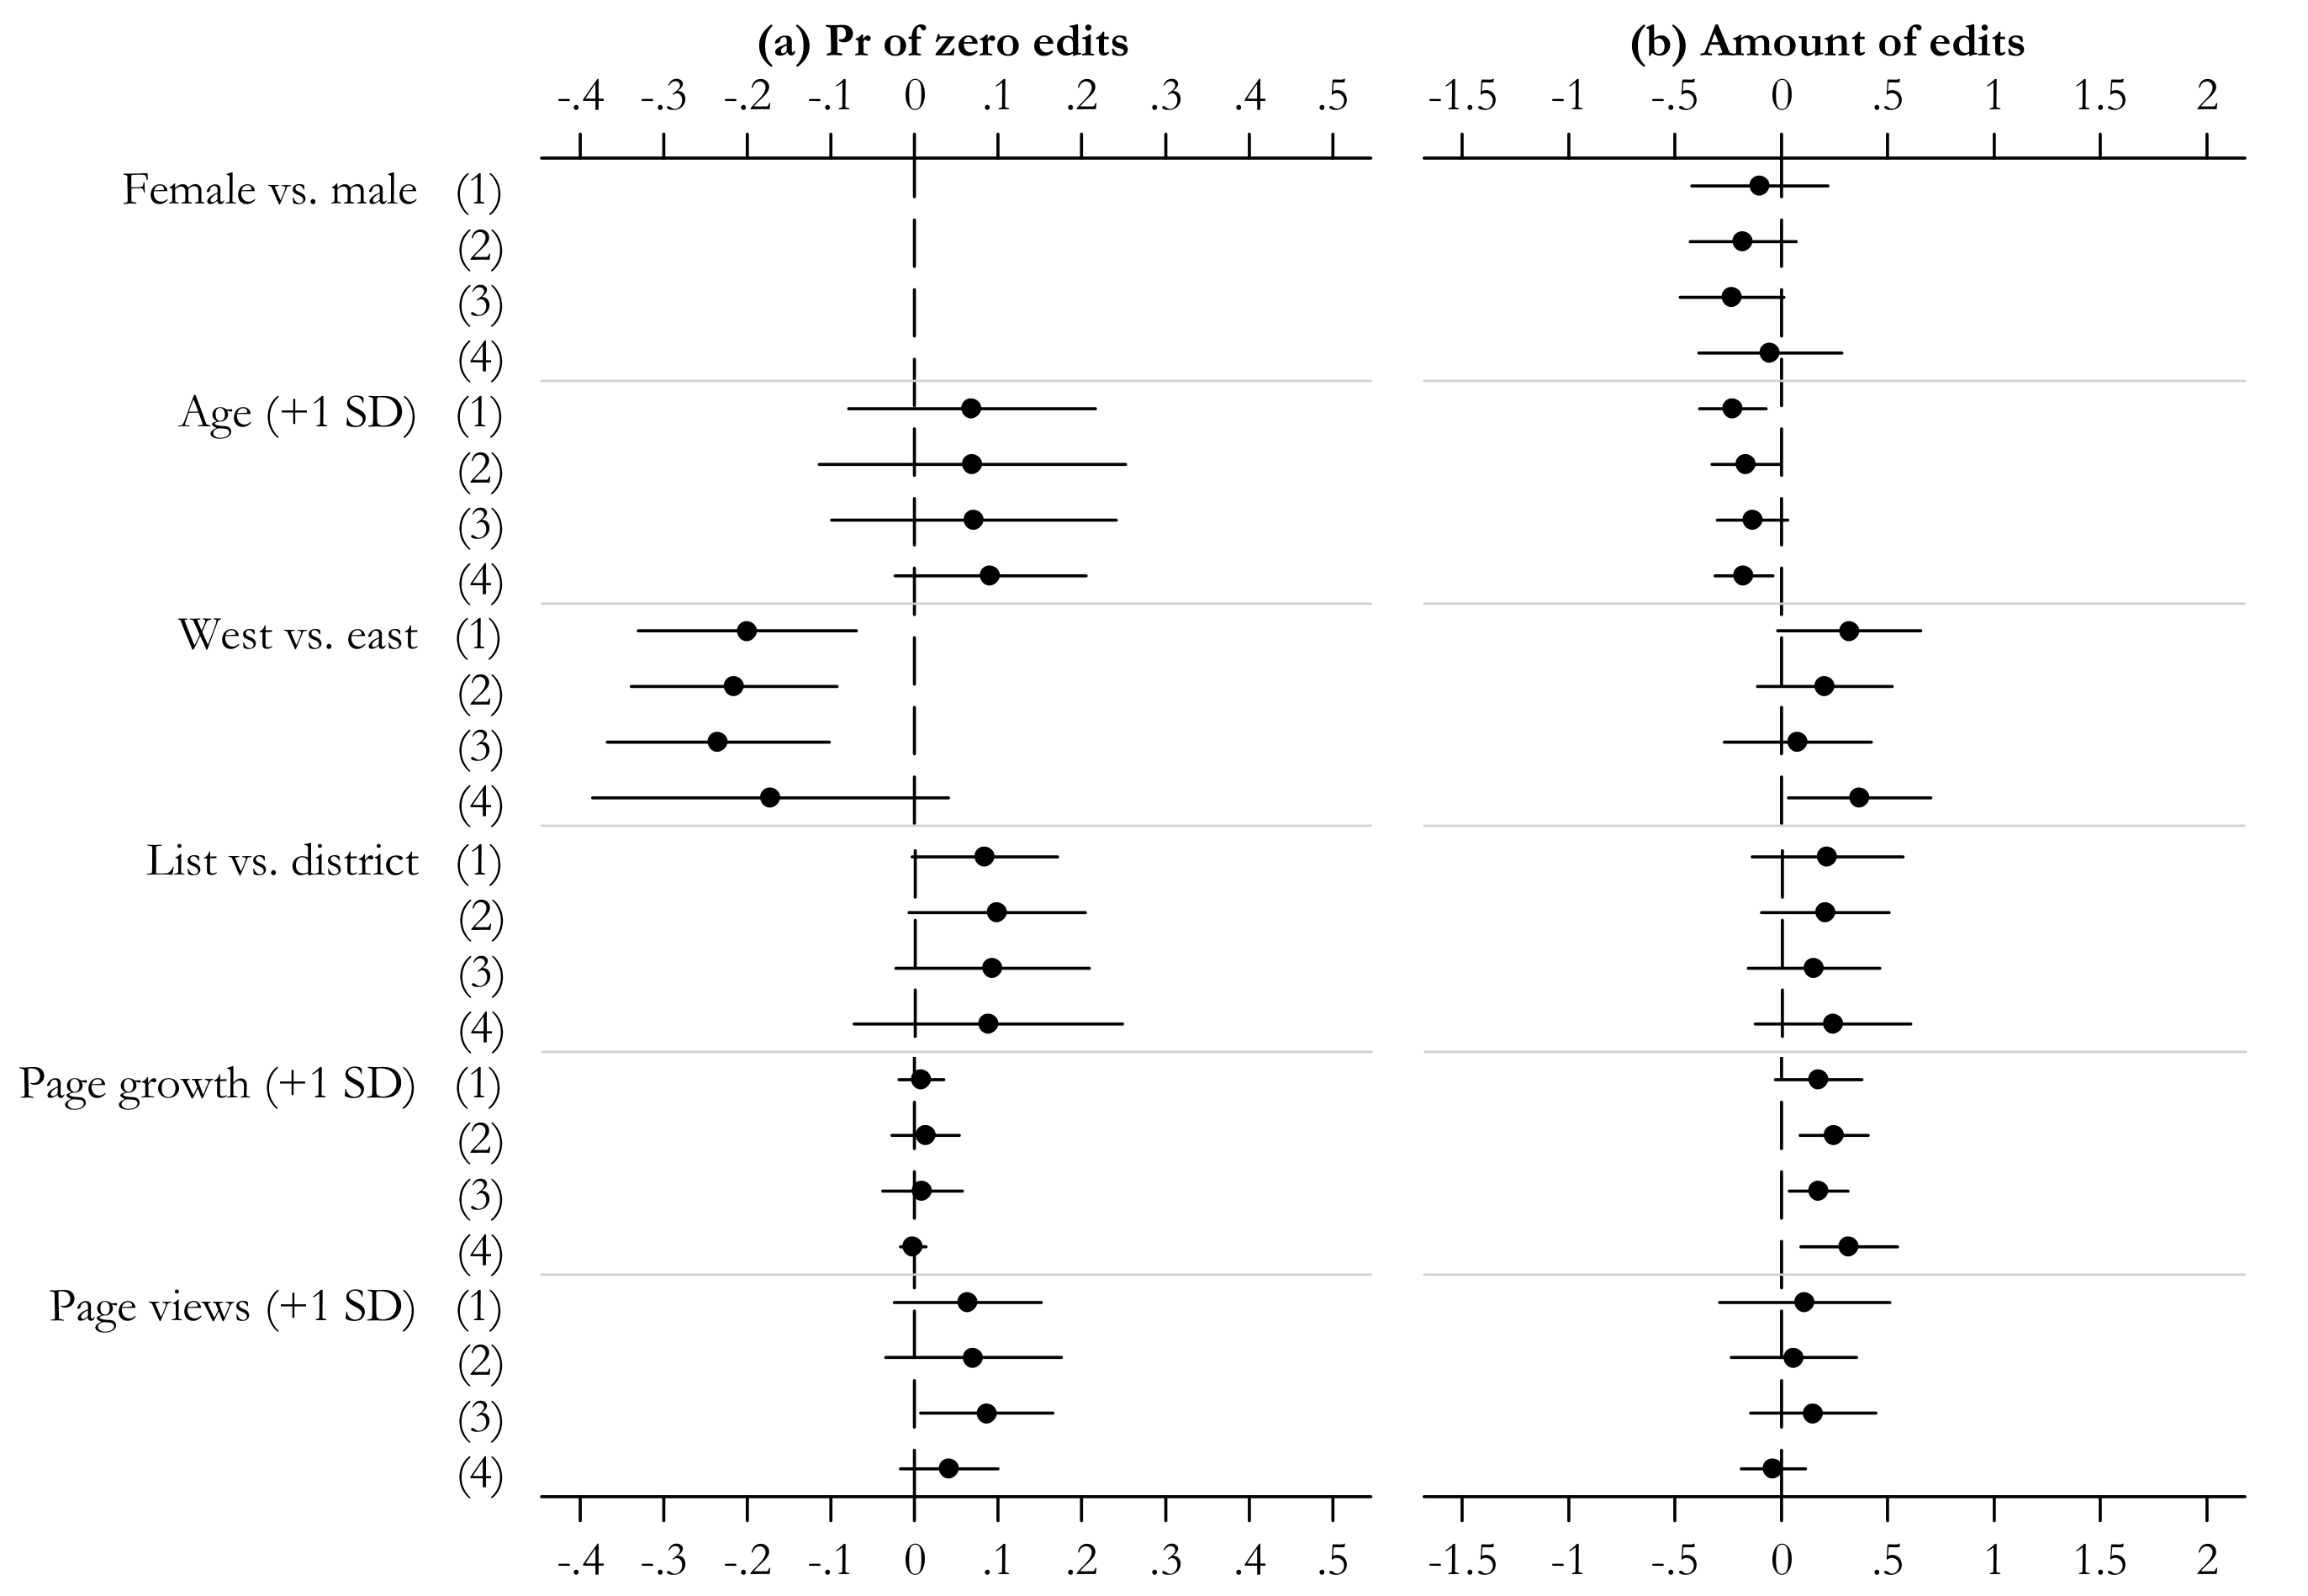 (a) Pr of zero edits (b) Amount of edits
-.4 -.3 -.2 -.1 0 .1 .2 .3 .4 .5 -1.5 -1 -.5 0 .5 1 1.5 2
Female vs. male (1)
(2)
(3)
(4)
Age (+1 SD) (1)
(2)
(3)
(4)
West vs. east (1)
(2)
(3)
(4)
List vs. district (1)
(2)
(3)
(4)
Page growth (+1 SD) (1)
(2)
(3)
(4)
Page views (+1 SD) (1)
(2)
(3)
(4)
-.4 -.3 -.2 -.1 0 .1 .2 .3 .4 .5 -1.5 -1 -.5 0 .5 1 1.5 2